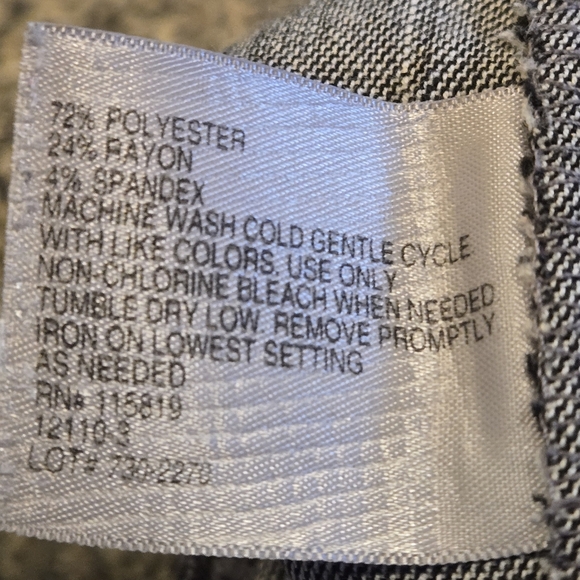 72% POLYESTER
24% RAYON
4% SPANDEX
MACHINE WASH COLD GENTLE CYCLE
WITH LIKE COLORS. USE ONLY
NON-CHLORINE BLEACH WHEN NEEDED
TUMBLE DRY LOW. REMOVE PROMPTLY
IRON ON LOWEST SETTING
AS NEEDED
RN# 115819
12110-3
LOT# 730-2270